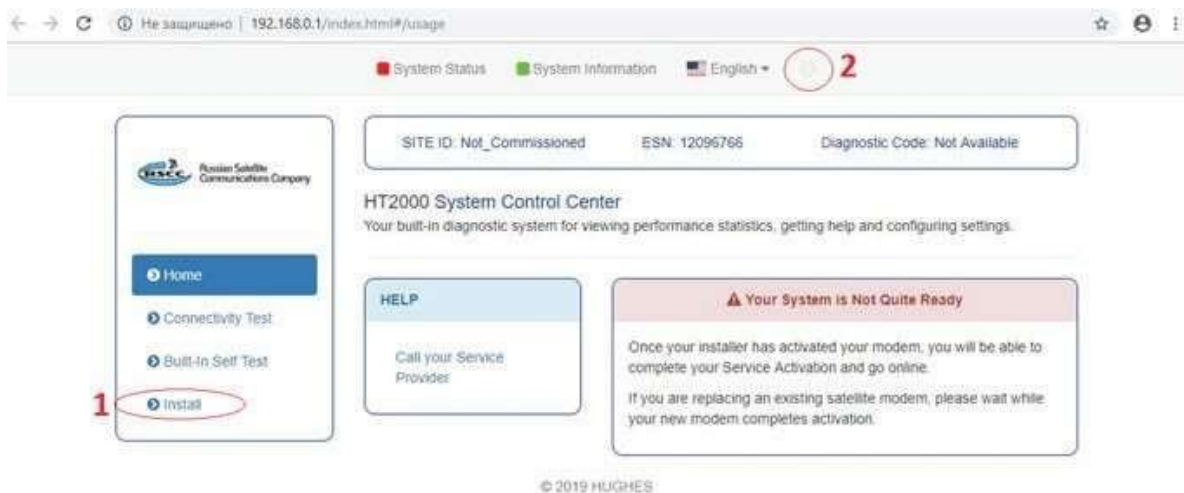 Не защищено | 192.168.0.1/index.html#/usage
System Status System Information English 2
RSCC Russian Satellite
Communications Company
SITE ID: Not_Commissioned ESN: 12096766 Diagnostic Code: Not Available
HT2000 System Control Center
Your built-in diagnostic system for viewing performance statistics, getting help and configuring settings.
Home
Connectivity Test
Built-In Self Test
1 Install
HELP
Call your Service
Provider
Your System is Not Quite Ready
Once your installer has activated your modem, you will be able to
complete your Service Activation and go online.
If you are replacing an existing satellite modem, please wait while
your new modem completes activation.
© 2019 HUGHES